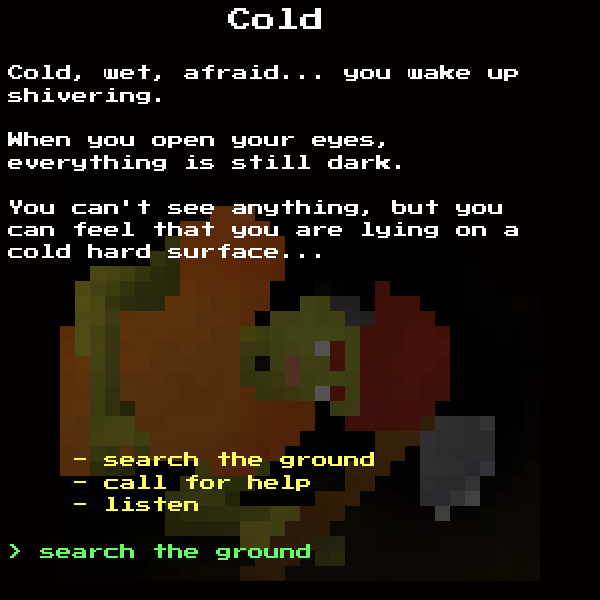 Cold
Cold, wet, afraid... you wake up
shivering.
When you open your eyes,
everything is still dark.
You can't see anything, but you
can feel that you are lying on a
cold hard surface...
- search the ground
- call for help
- listen
> search the ground